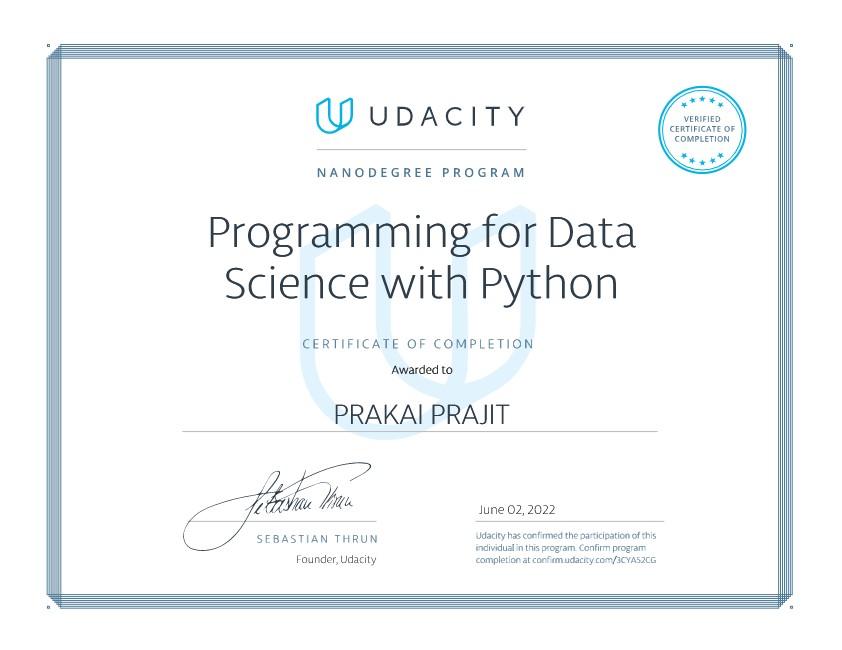 UDACITY
VERIFIED
CERTIFICATE OF
COMPLETION
NANODEGREE PROGRAM
Programming for Data
Science with Python
CERTIFICATE OF COMPLETION
Awarded to
PRAKAI PRAJIT
Sebastian Thrun
SEBASTIAN THRUN
Founder, Udacity
June 02, 2022
Udacity has confirmed the participation of this
individual in this program. Confirm program
completion at confirm.udacity.com/3CYA52CG